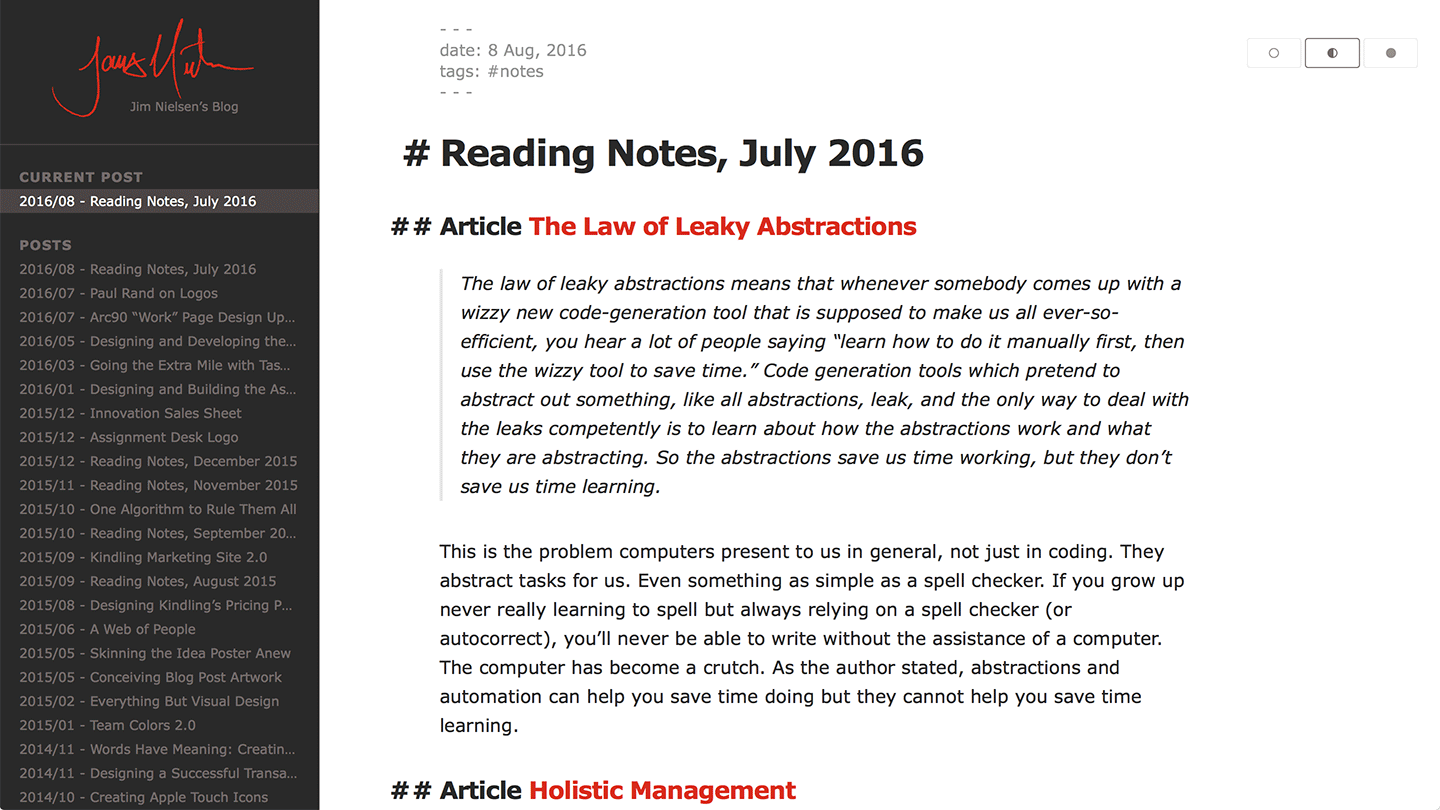 Jim Nielsen’s Blog
CURRENT POST
2016/08 - Reading Notes, July 2016
POSTS
2016/08 - Reading Notes, July 2016
2016/07 - Paul Rand on Logos
2016/07 - Arc90 “Work” Page Design Up...
2016/05 - Designing and Developing the...
2016/03 - Going the Extra Mile with Tas...
2016/01 - Designing and Building the As...
2015/12 - Innovation Sales Sheet
2015/12 - Assignment Desk Logo
2015/12 - Reading Notes, December 2015
2015/11 - Reading Notes, November 2015
2015/10 - One Algorithm to Rule Them All
2015/10 - Reading Notes, September 20...
2015/09 - Kindling Marketing Site 2.0
2015/09 - Reading Notes, August 2015
2015/08 - Designing Kindling’s Pricing P...
2015/06 - A Web of People
2015/05 - Skinning the Idea Poster Anew
2015/05 - Conceiving Blog Post Artwork
2015/02 - Everything But Visual Design
2015/01 - Team Colors 2.0
2014/11 - Words Have Meaning: Creatin...
2014/11 - Designing a Successful Transa...
2014/10 - Creating Apple Touch Icons
- - -
date: 8 Aug, 2016
tags: #notes
- - -
# Reading Notes, July 2016
## Article The Law of Leaky Abstractions
The law of leaky abstractions means that whenever somebody comes up with a
wizzy new code-generation tool that is supposed to make us all ever-so-
efficient, you hear a lot of people saying “learn how to do it manually first, then
use the wizzy tool to save time.” Code generation tools which pretend to
abstract out something, like all abstractions, leak, and the only way to deal with
the leaks competently is to learn about how the abstractions work and what
they are abstracting. So the abstractions save us time working, but they don’t
save us time learning.
This is the problem computers present to us in general, not just in coding. They
abstract tasks for us. Even something as simple as a spell checker. If you grow up
never really learning to spell but always relying on a spell checker (or
autocorrect), you’ll never be able to write without the assistance of a computer.
The computer has become a crutch. As the author stated, abstractions and
automation can help you save time doing but they cannot help you save time
learning.
## Article Holistic Management